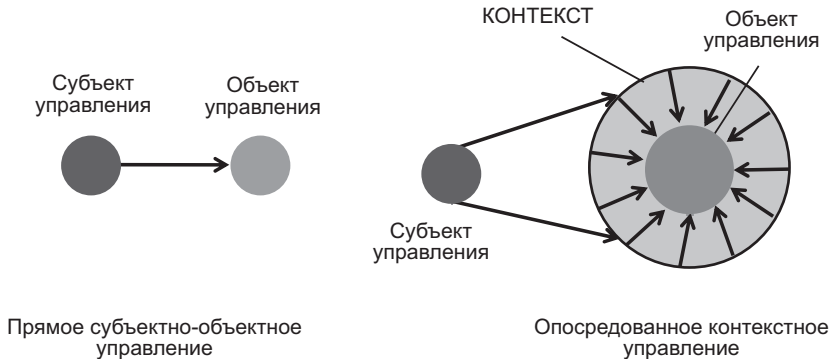 КОНТЕКСТ
Объект
управления
Субъект
управления
Объект
управления
Субъект
управления
Прямое субъектно-объектное
управление
Опосредованное контекстное
управление